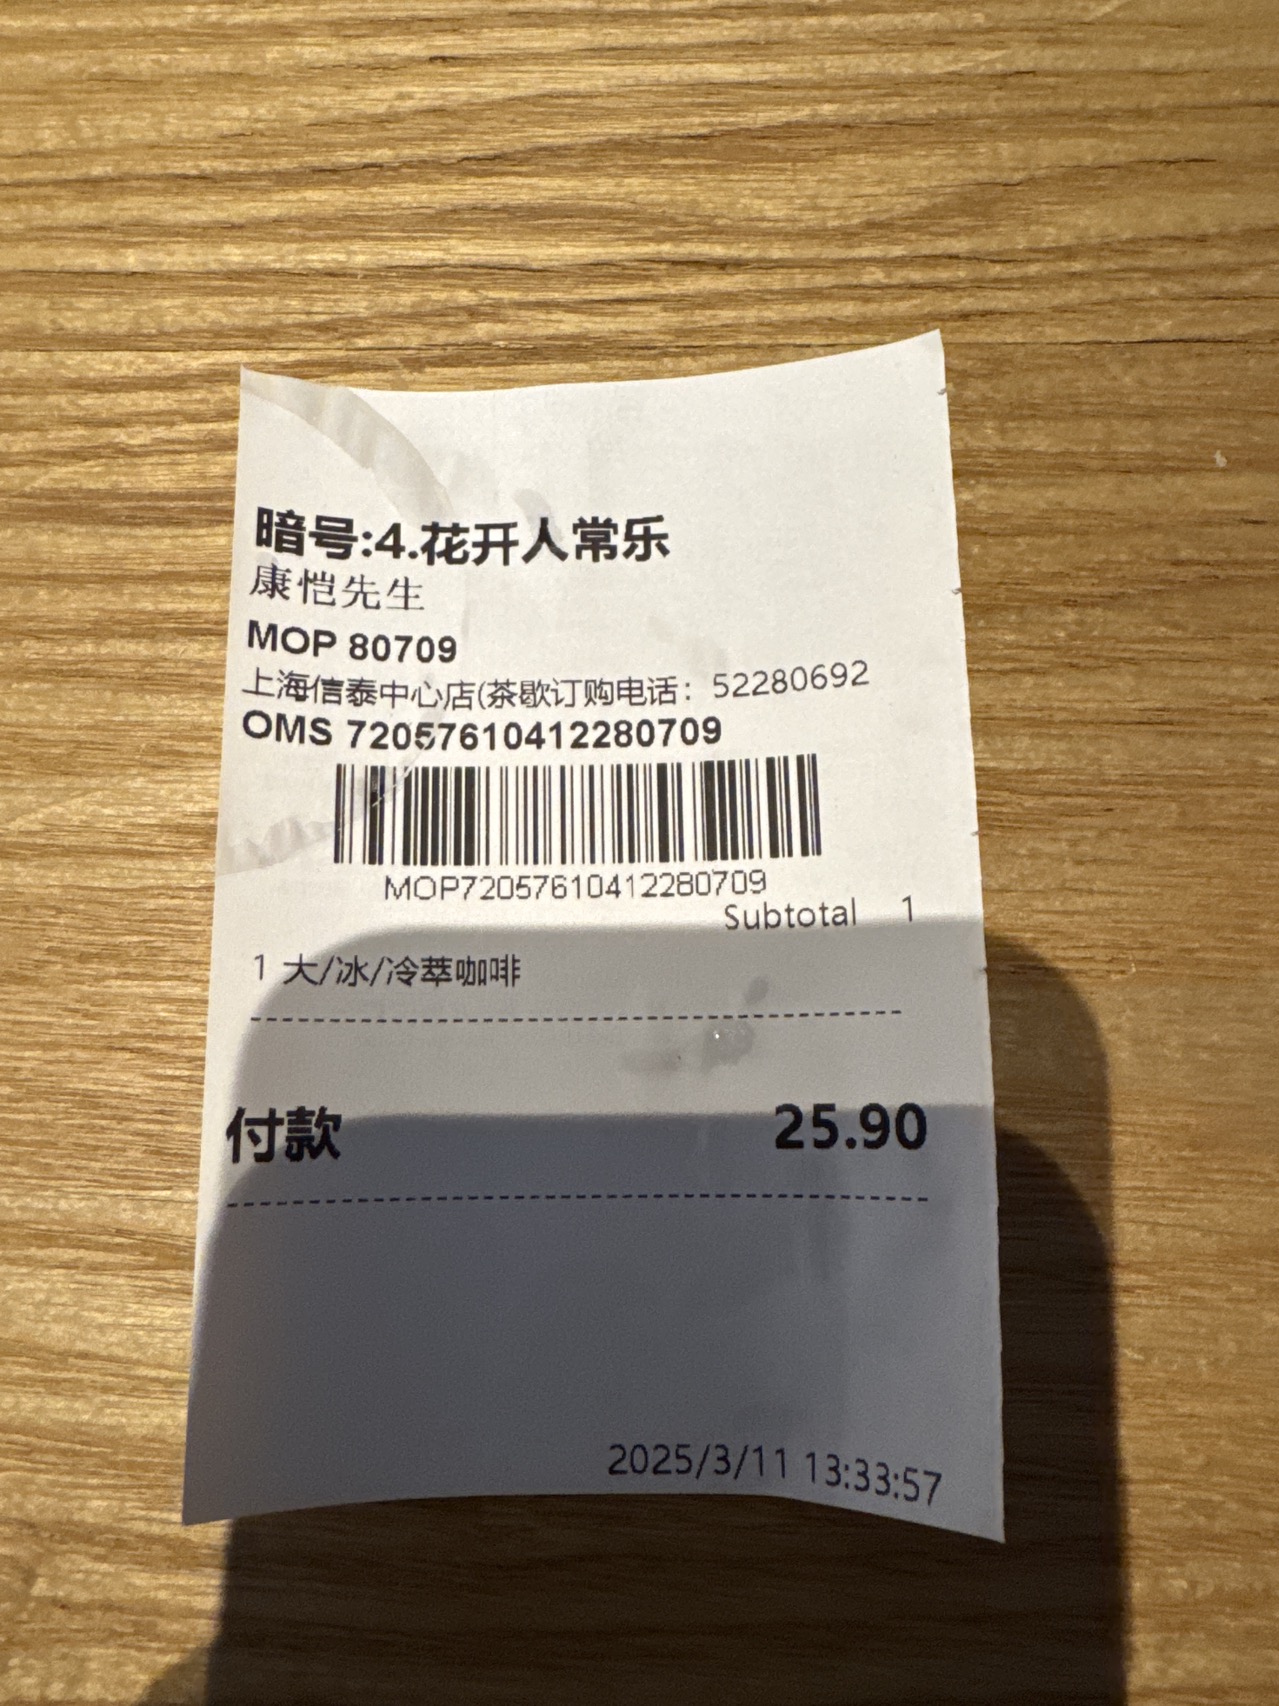 暗号:4.花开人常乐
康恺先生
MOP 80709
上海信泰中心店(茶歇订购电话：52280692
OMS 72057610412280709
MOP72057610412280709
Subtotal 1
1 大/冰/冷萃咖啡
付款 25.90
2025/3/11 13:33:57